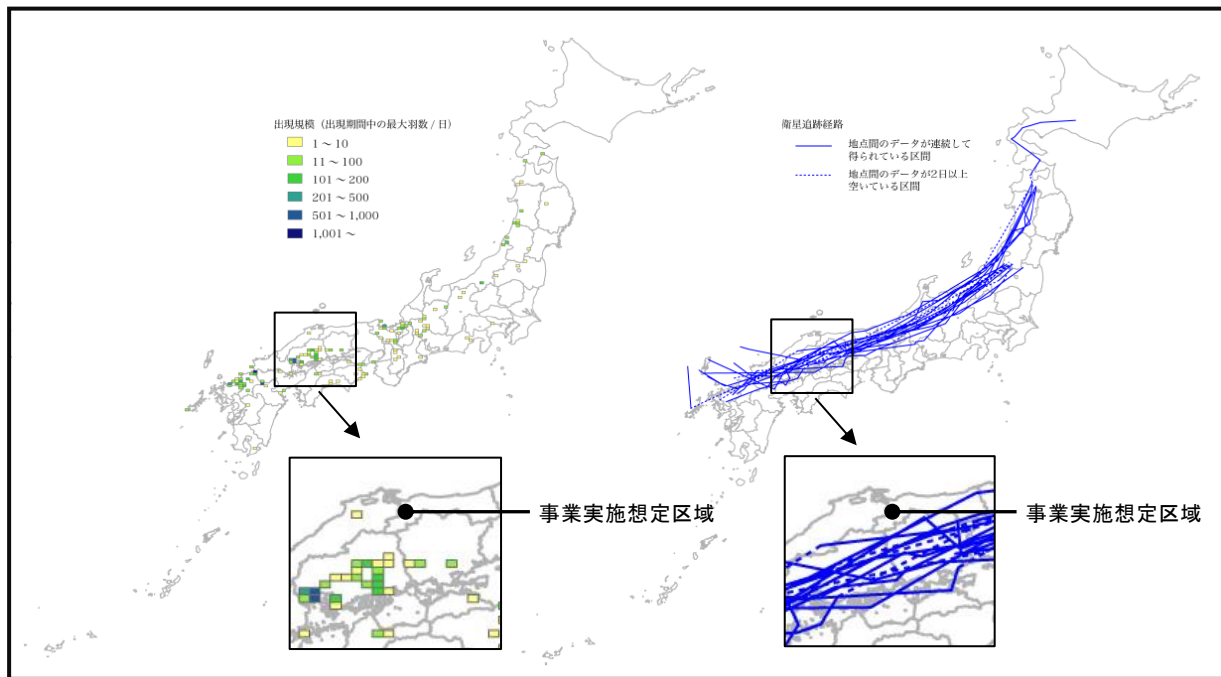 出現規模（出現期間中の最大羽数 / 日）
1 ～ 10
11 ～ 100
101 ～ 200
201 ～ 500
501 ～ 1,000
1,001 ～
衛星追跡経路
地点間のデータが連続して
得られている区間
地点間のデータが2日以上
空いている区間
事業実施想定区域
事業実施想定区域